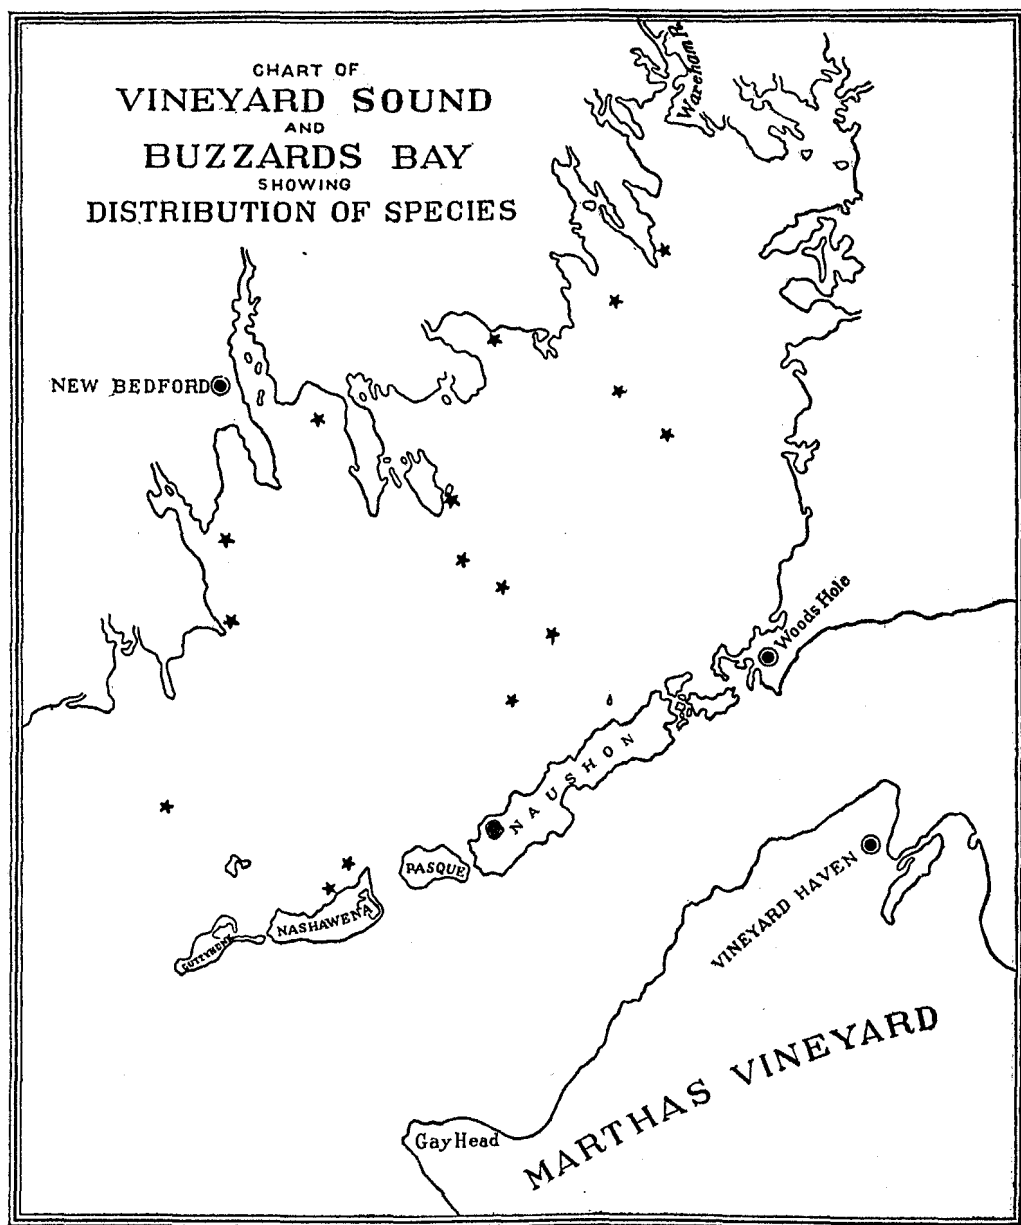 CHART OF
VINEYARD SOUND
AND
BUZZARDS BAY
SHOWING
DISTRIBUTION OF SPECIES
Wareham R.
NEW BEDFORD
Woods Hole
NAUSHON
PASQUE
NASHAWENA
CUTTYHUNK
VINEYARD HAVEN
MARTHAS VINEYARD
Gay Head